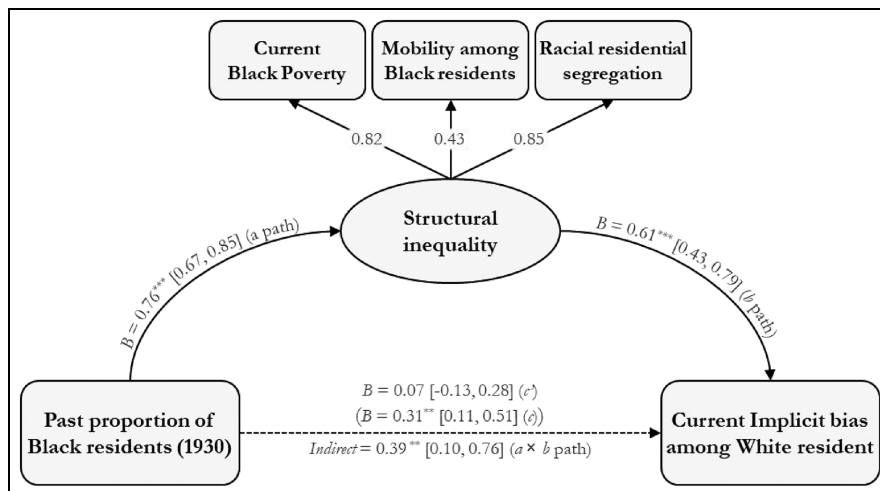 Current
Black Poverty
Mobility among
Black residents
Racial residential
segregation
0.82
0.43
0.85
Structural
inequality
B = 0.76*** [0.67, 0.85] (a path)
B = 0.61*** [0.43, 0.79] (b path)
Past proportion of
Black residents (1930)
B = 0.07 [-0.13, 0.28] (c’)
(B = 0.31** [0.11, 0.51] (c))
Indirect = 0.39 ** [0.10, 0.76] (a × b path)
Current Implicit bias
among White resident